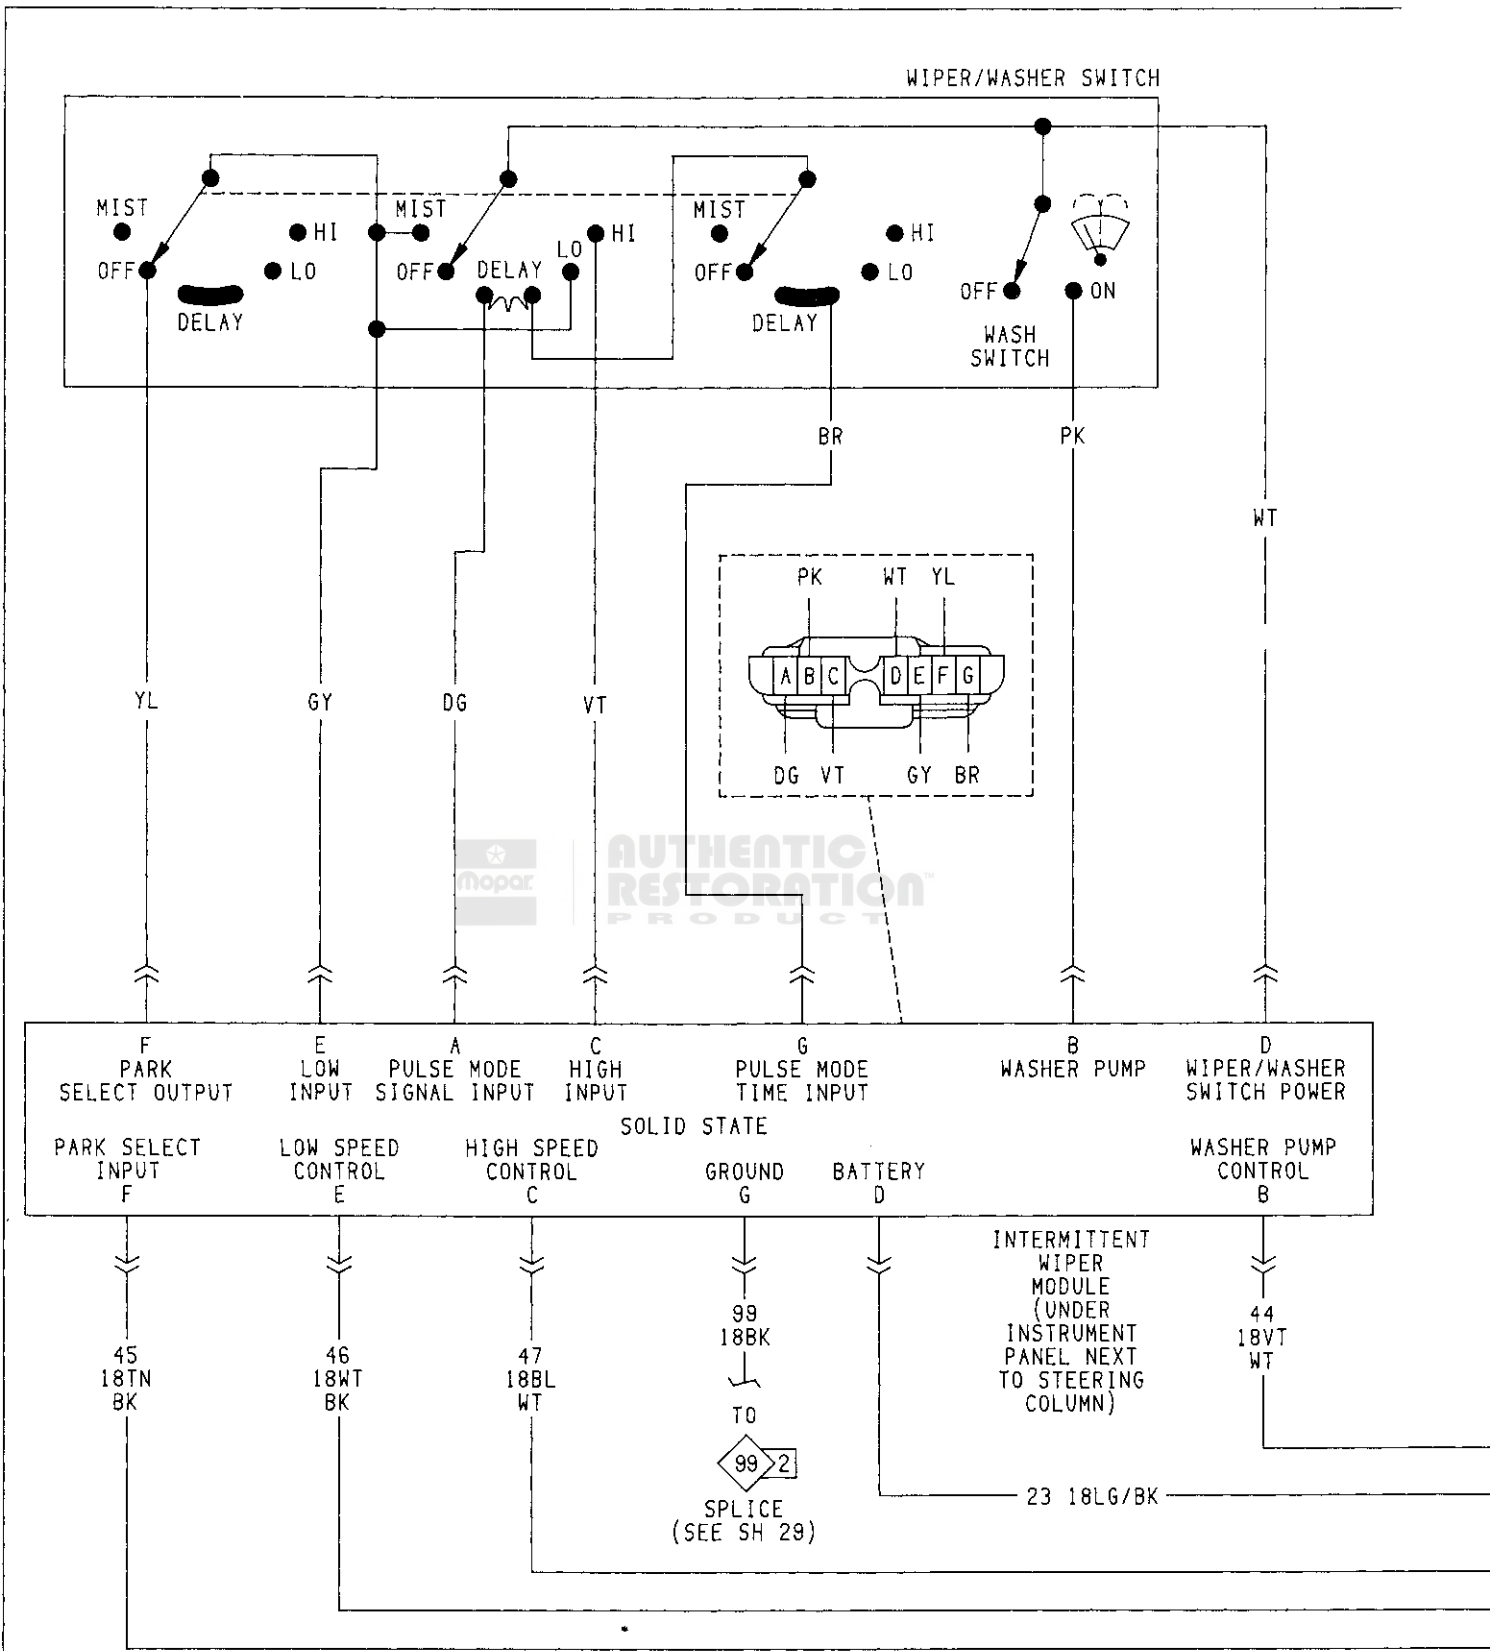 WIPER/WASHER SWITCH
MIST
OFF
DELAY
HI
LO
MIST
OFF
DELAY
LO
HI
MIST
OFF
DELAY
HI
LO
OFF
ON
WASH
SWITCH
BR
PK
WT
PK WT YL
A B C D E F G
DG VT GY BR
YL
GY
DG
VT
mopar
AUTHENTIC
RESTORATION™
PRODUCT
F
PARK
SELECT OUTPUT
E
LOW
INPUT
A
PULSE MODE
SIGNAL INPUT
C
HIGH
INPUT
G
PULSE MODE
TIME INPUT
B
WASHER PUMP
D
WIPER/WASHER
SWITCH POWER
SOLID STATE
PARK SELECT
INPUT
F
LOW SPEED
CONTROL
E
HIGH SPEED
CONTROL
C
GROUND
G
BATTERY
D
WASHER PUMP
CONTROL
B
INTERMITTENT
WIPER
MODULE
(UNDER
INSTRUMENT
PANEL NEXT
TO STEERING
COLUMN)
45
18TN
BK
46
18WT
BK
47
18BL
WT
99
18BK
TO
99 2
SPLICE
(SEE SH 29)
44
18VT
WT
23 18LG/BK